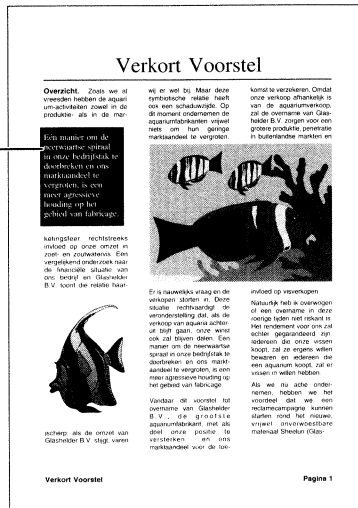 Verkort Voorstel
Overzicht. Zoals we al
vreesden hebben de aquari
um-activiteiten zowel in de
produktie- als in de mar-
Een manier om de
neerwaartse spiraal
in onze bedrijfstak te
doorbreken en ons
marktaandeel te
vergroten, is een
meer agressieve
houding op het
gebied van fabricage.
ketingsfeer rechtstreeks
invloed op onze omzet in
zoet- en zoutwatervis. Een
vergelijkend onderzoek naar
de financiële situatie van
ons bedrijf en Glashelder
B.V. toont die relatie haar-
scherp als de omzet van
Glashelder B.V. stijgt, varen
wij er wel bij. Maar deze
symbiotische relatie heeft
ook een schaduwzijde. Op
dit moment ondernemen de
aquariumfabrikanten vrijwel
niets om hun geringe
marktaandeel te vergroten.
Er is nauwelijks vraag en de
verkopen storten in. Deze
situatie rechtvaardigt de
veronderstelling dat, als de
verkoop van aquaria achter-
uit blijft gaan, onze winst
ook zal blijven dalen. Een
manier om de neerwaartse
spiraal in onze bedrijfstak te
doorbreken en ons markt-
aandeel te vergroten, is een
meer agressieve houding op
het gebied van fabricage.
Vandaar dit voorstel tot
overname van Glashelder
B.V., de grootste
aquariumfabrikant, met als
doel onze positie te
versterken en ons
marktaandeel voor de toe-
komst te verzekeren. Omdat
onze verkoop afhankelijk is
van de aquariumverkoop,
zal de overname van Glas-
helder B.V. zorgen voor een
grotere produktie, penetratie
in buitenlandse markten en
invloed op visverkopen.
Natuurlijk heb ik overwogen
of een overname in deze
roerige tijden niet riskant is.
Het rendement voor ons zal
echter gegarandeerd zijn.
Iedereen die onze vissen
koopt, zal ze ergens willen
bewaren en iedereen die
een aquarium koopt, zal er
vissen in willen hebben
Als we nu actie onder-
nemen, hebben we het
voordeel dat we een
reclamecampagne kunnen
starten rond het nieuwe,
vrijwel onverwoestbare
materiaal Sheelun (Glas-
Verkort Voorstel
Pagina 1